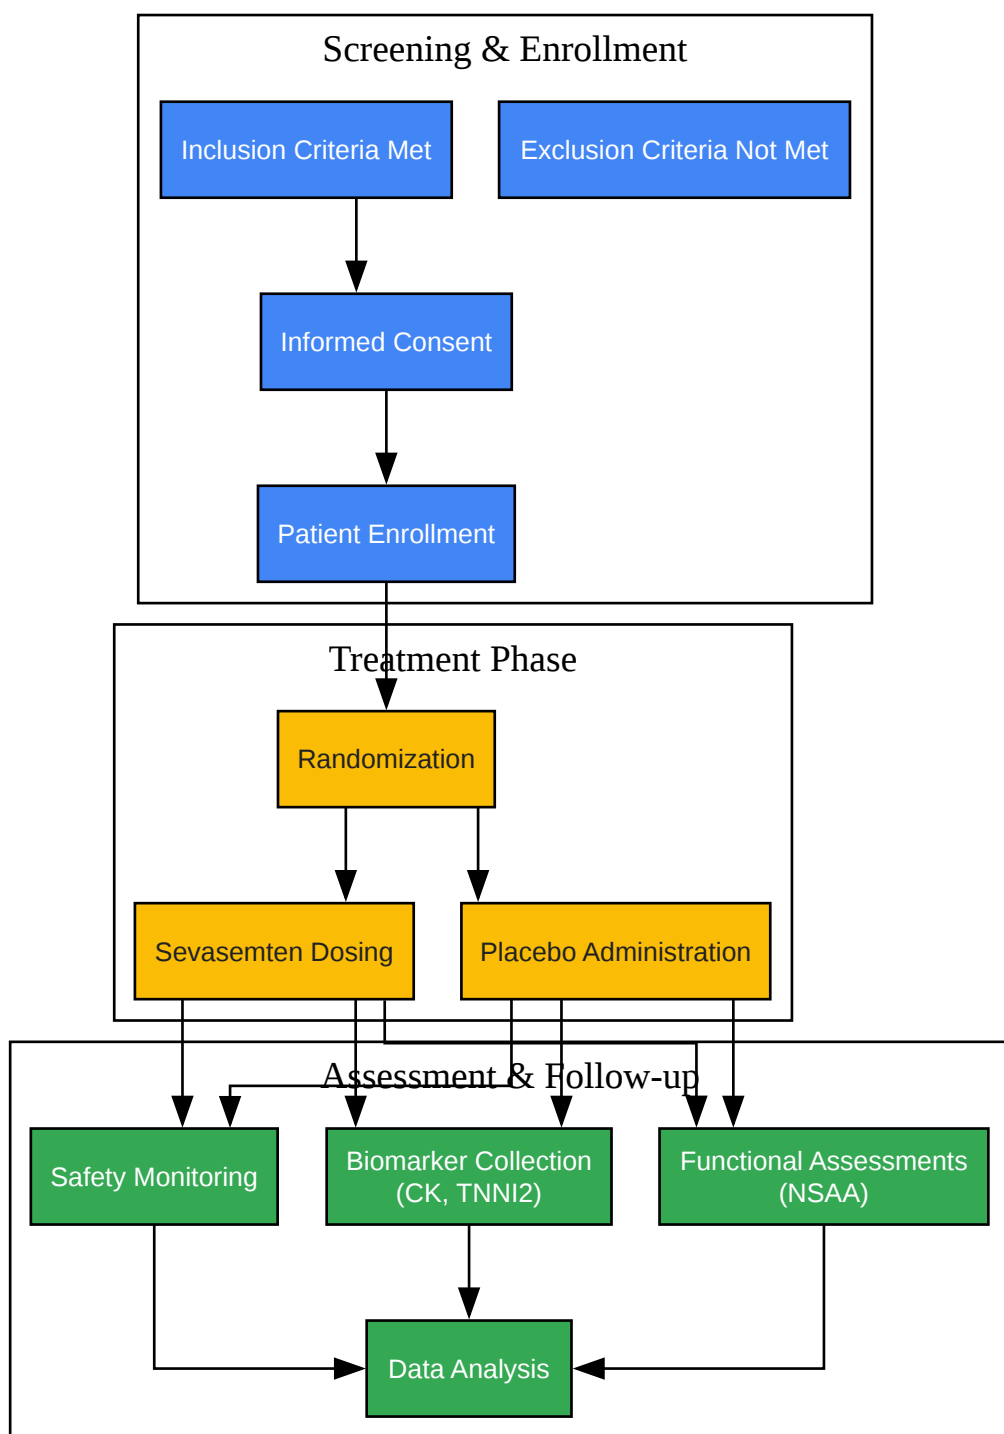 Screening & Enrollment
Inclusion Criteria Met
Exclusion Criteria Not Met
Informed Consent
Patient Enrollment
Treatment Phase
Randomization
Sevasemten Dosing
Placebo Administration
Assessment & Follow-up
Safety Monitoring
Biomarker Collection
(CK, TNNI2)
Functional Assessments
(NSAA)
Data Analysis